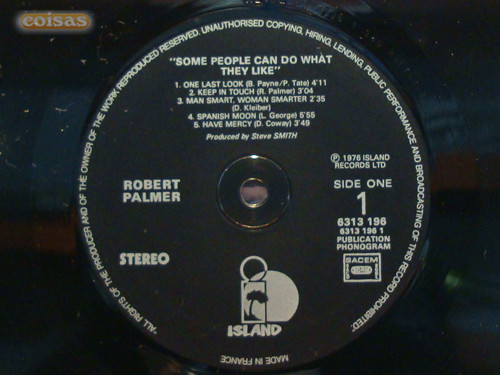 coisas
"SOME PEOPLE CAN DO WHAT
THEY LIKE"
1. ONE LAST LOOK (B. Payne/P. Tate) 4'11
2. KEEP IN TOUCH (R. Palmer) 3'04
3. MAN SMART, WOMAN SMARTER 2'35
(D. Kleiber)
4. SPANISH MOON (L. George) 5'55
5. HAVE MERCY (D. Coway) 3'49
Produced by Steve SMITH
Ⓟ 1976 ISLAND
RECORDS LTD
ROBERT
PALMER
SIDE ONE
1
6313 196
6313 196 1
PUBLICATION
PHONOGRAM
STEREO
SACEM
ISLAND
MADE IN FRANCE
"ALL RIGHTS OF THE PRODUCER AND OF THE OWNER OF THE WORK REPRODUCED RESERVED. UNAUTHORISED COPYING, HIRING, LENDING, PUBLIC PERFORMANCE AND BROADCASTING OF THIS RECORD PROHIBITED".